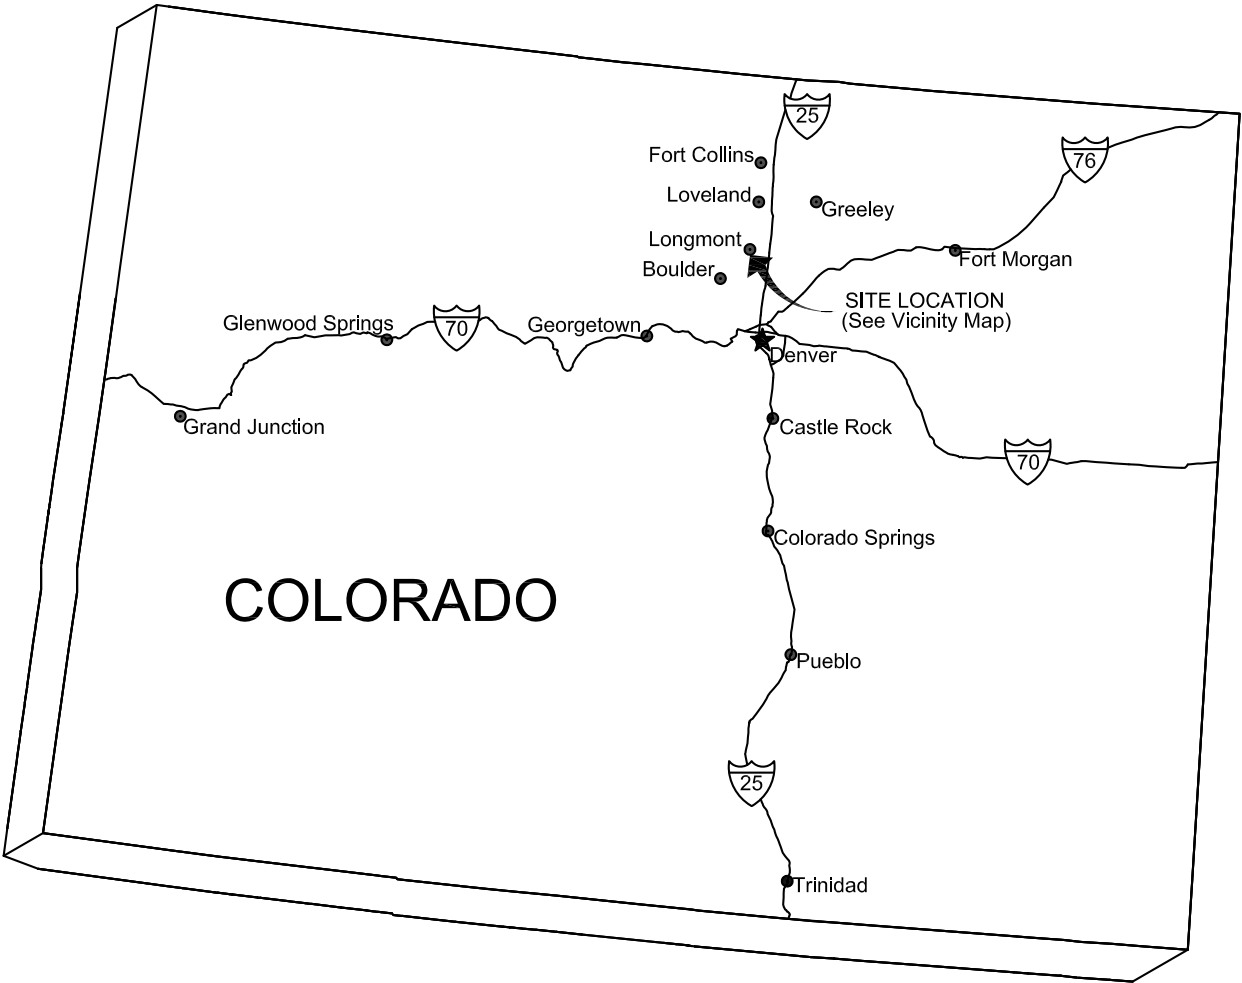 25
Fort Collins
76
Loveland
Greeley
Longmont
Boulder
Fort Morgan
SITE LOCATION
(See Vicinity Map)
Glenwood Springs
70
Georgetown
Denver
Grand Junction
Castle Rock
70
Colorado Springs
COLORADO
Pueblo
25
Trinidad